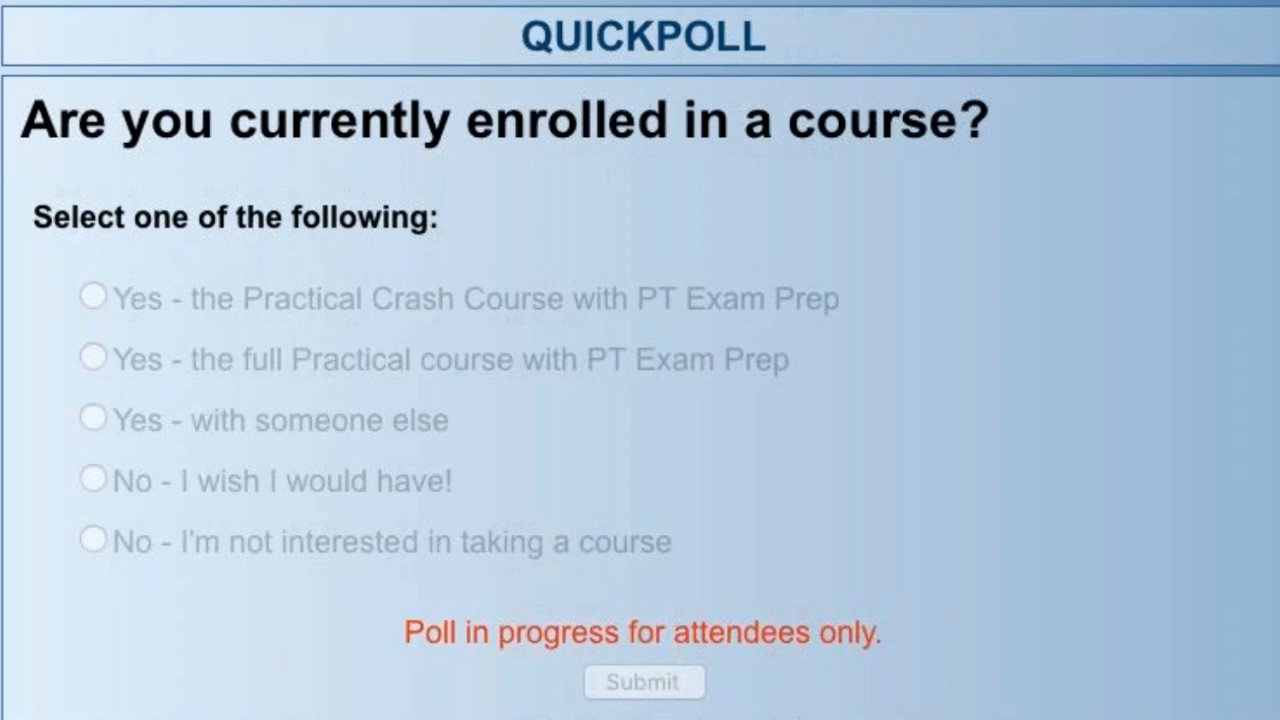 QUICKPOLL
Are you currently enrolled in a course?
Select one of the following:
Yes - the Practical Crash Course with PT Exam Prep
Yes - the full Practical course with PT Exam Prep
Yes - with someone else
No - I wish I would have!
No - I'm not interested in taking a course
Poll in progress for attendees only.
Submit